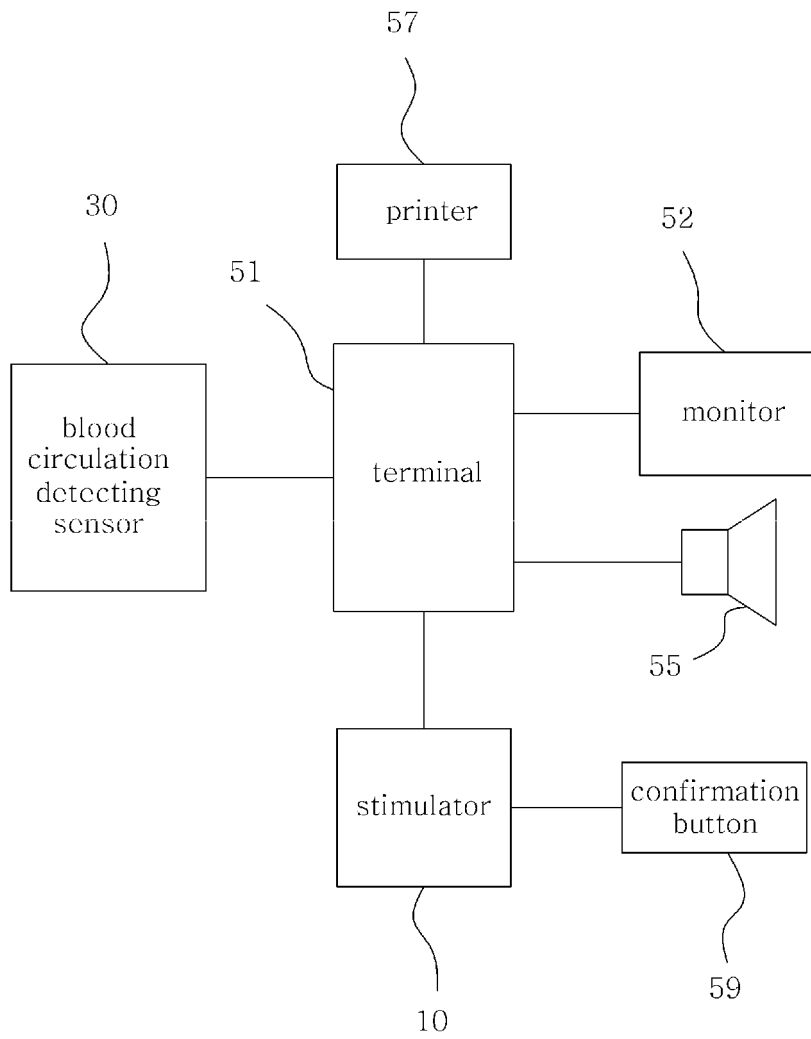 57
printer
30
51
52
blood
circulation
detecting
sensor
terminal
monitor
55
stimulator
confirmation
button
10
59